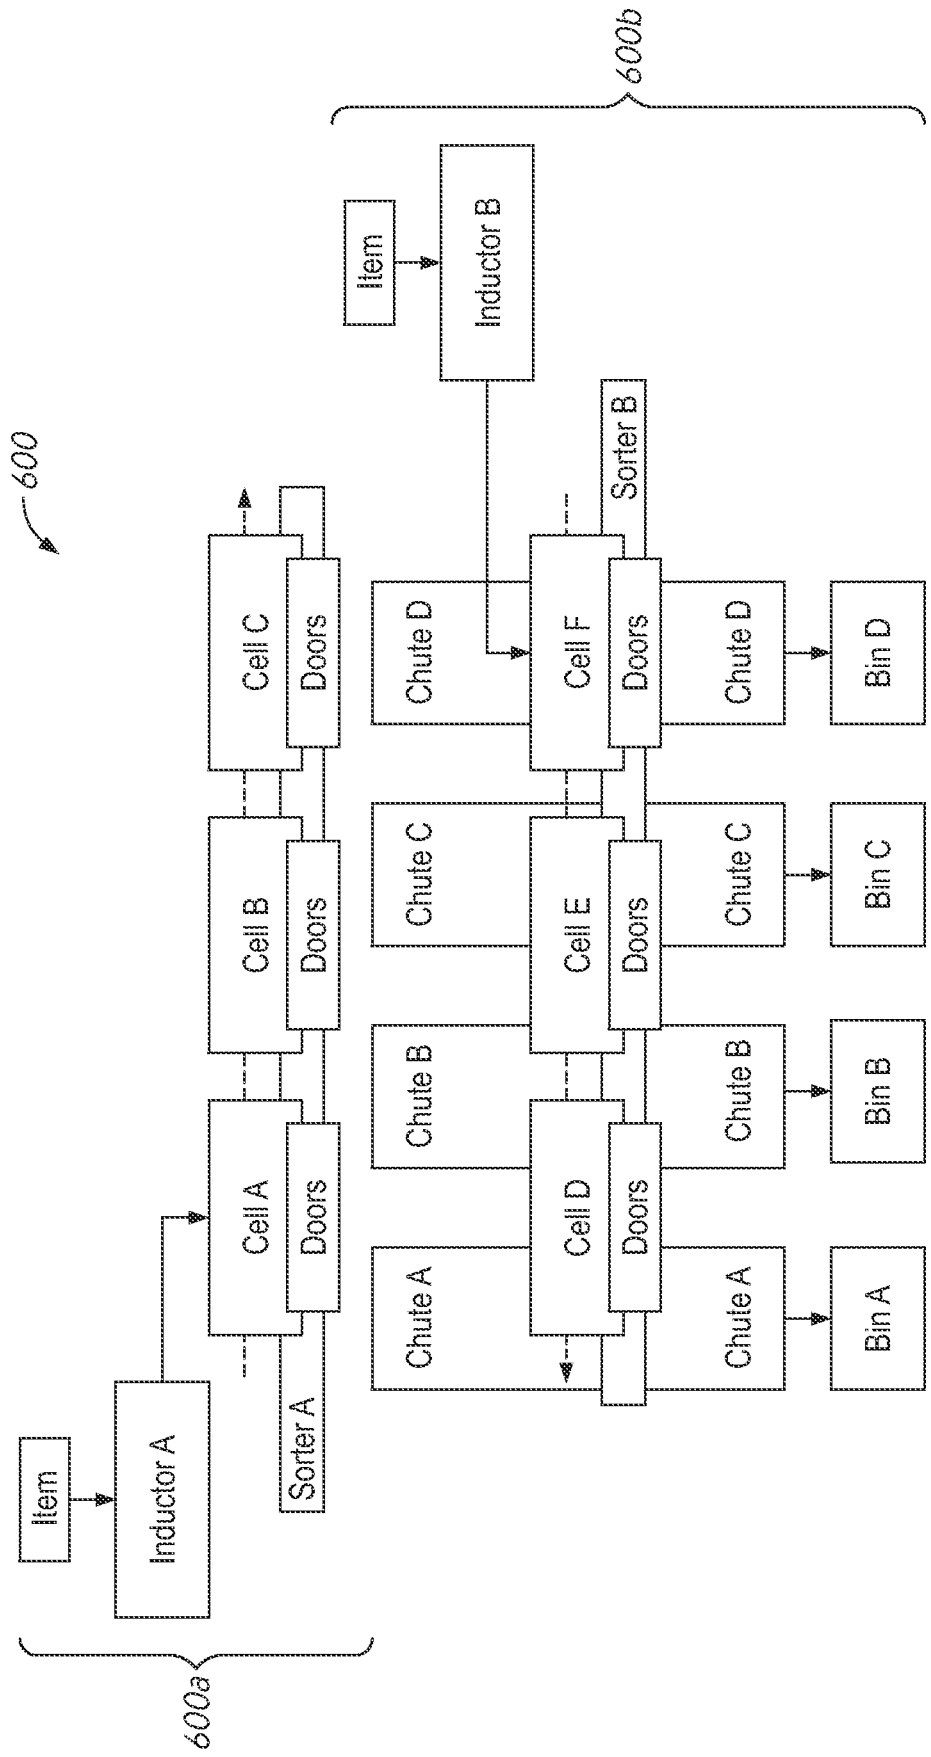 600
Item
Inductor A
600a
Cell A
Cell B
Cell C
Doors
Doors
Doors
Sorter A
Item
Inductor B
600b
Chute A
Chute B
Chute C
Chute D
Cell D
Cell E
Cell F
Doors
Doors
Doors
Sorter B
Chute A
Chute B
Chute C
Chute D
Bin A
Bin B
Bin C
Bin D